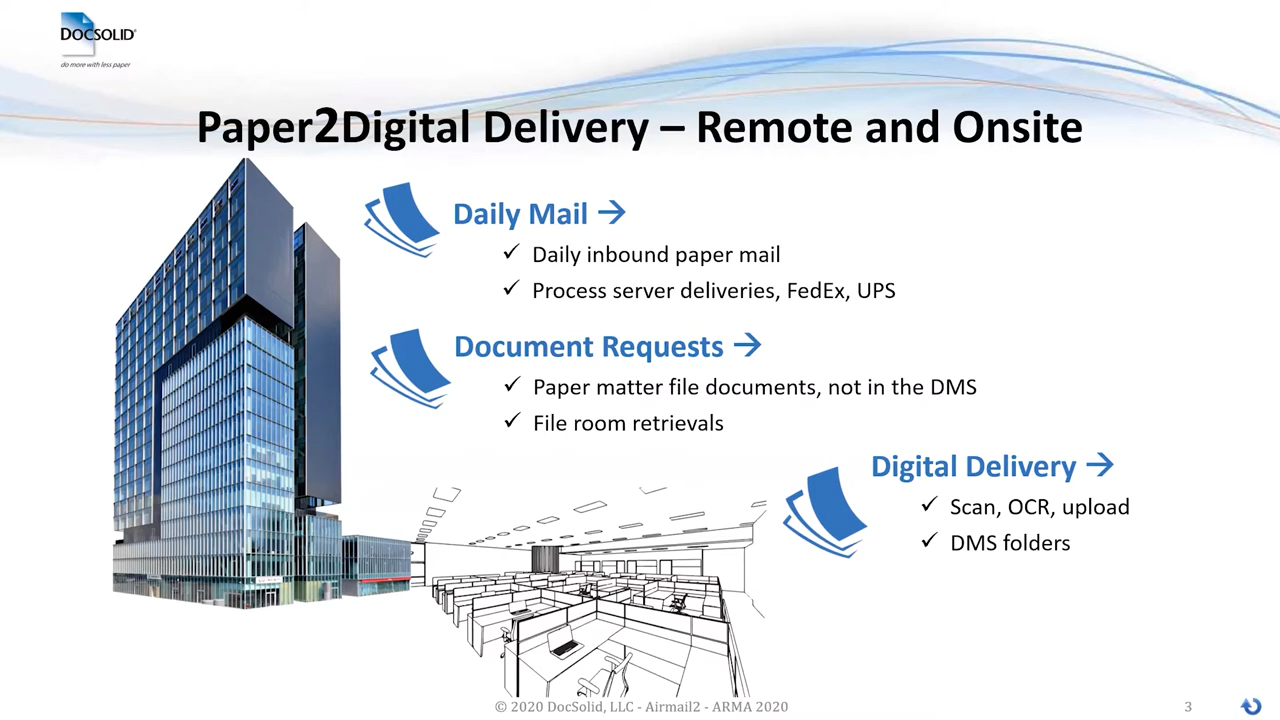 DOCSOLID®
do more with less paper
Paper2Digital Delivery – Remote and Onsite
Daily Mail →
✓ Daily inbound paper mail
✓ Process server deliveries, FedEx, UPS
Document Requests →
✓ Paper matter file documents, not in the DMS
✓ File room retrievals
Digital Delivery →
✓ Scan, OCR, upload
✓ DMS folders
© 2020 DocSolid, LLC - Airmail2 - ARMA 2020
3